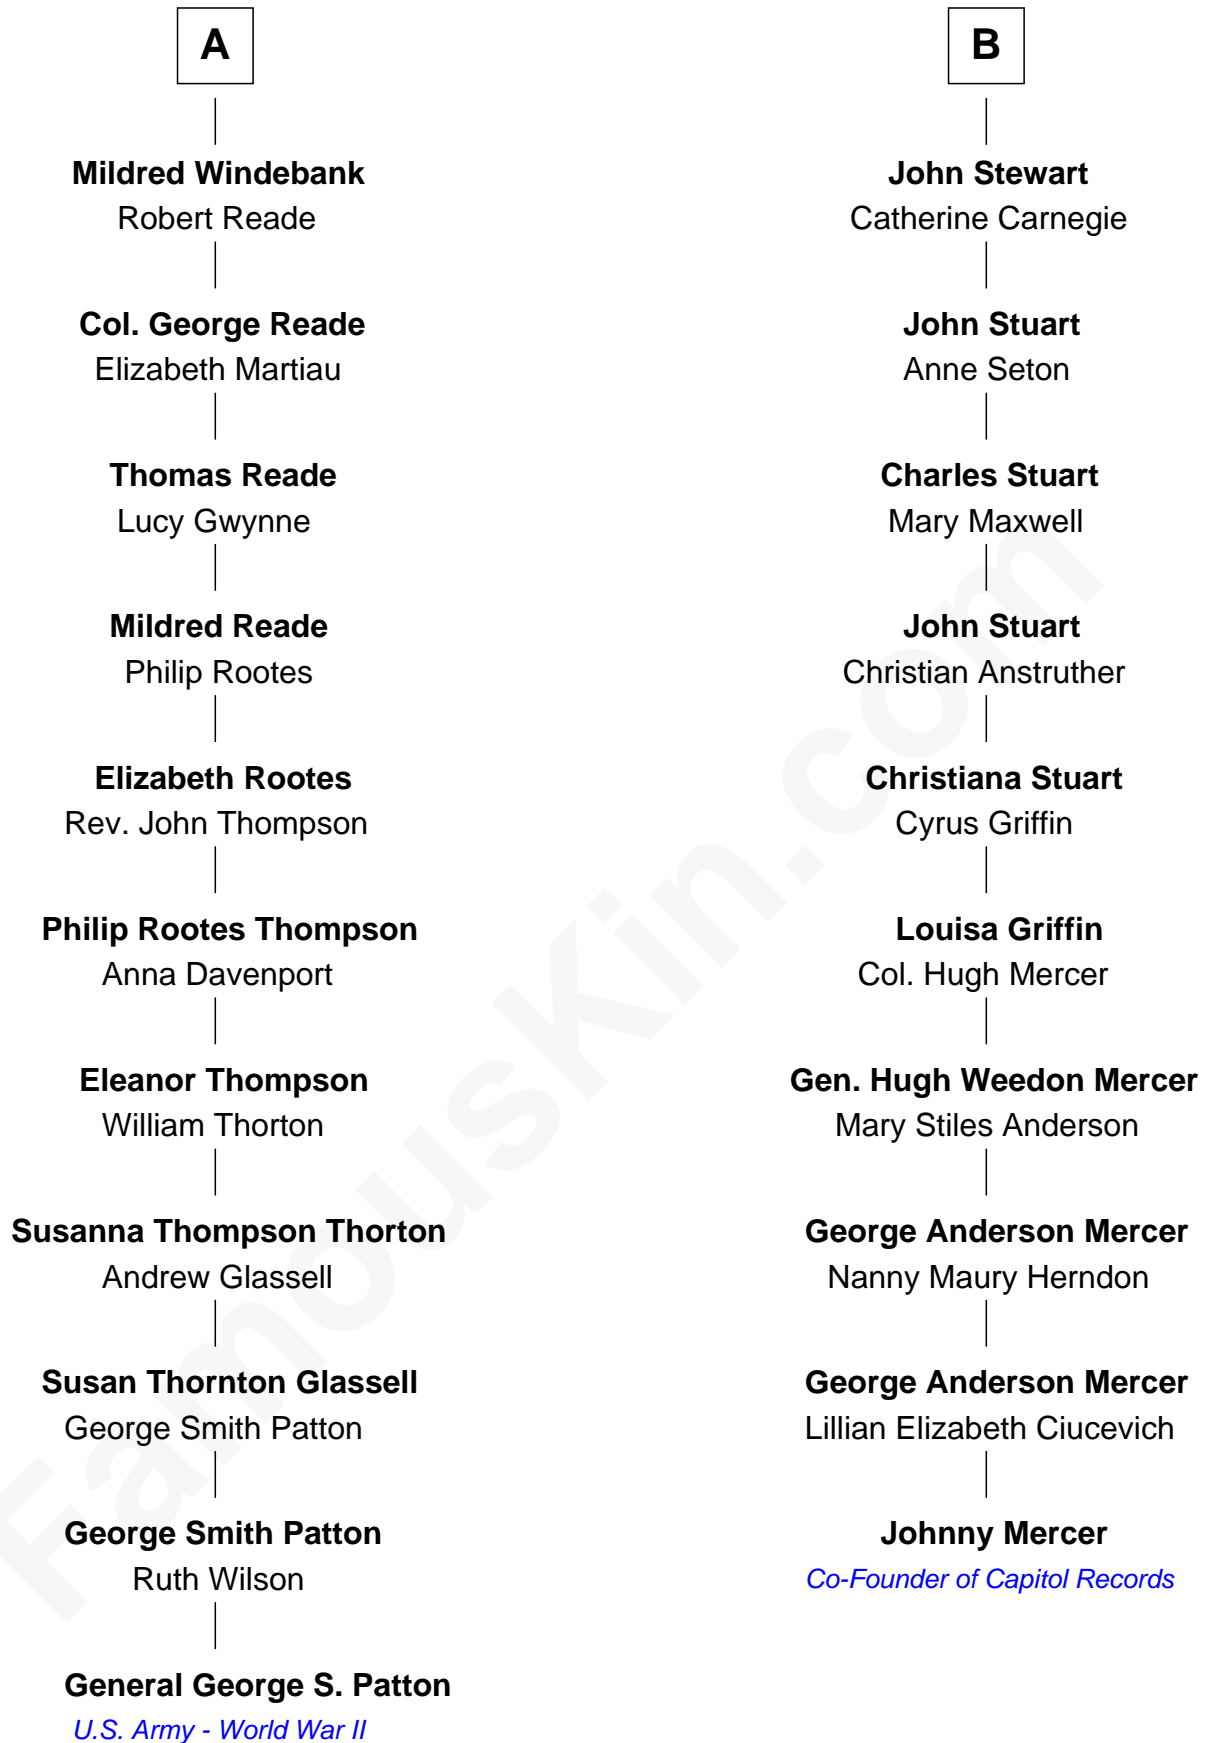 A
Mildred Windebank
Robert Reade
Col. George Reade
Elizabeth Martiau
Thomas Reade
Lucy Gwynne
Mildred Reade
Philip Rootes
Elizabeth Rootes
Rev. John Thompson
Philip Rootes Thompson
Anna Davenport
Eleanor Thompson
William Thorton
Susanna Thompson Thorton
Andrew Glassell
Susan Thornton Glassell
George Smith Patton
George Smith Patton
Ruth Wilson
General George S. Patton
U.S. Army - World War II
B
John Stewart
Catherine Carnegie
John Stuart
Anne Seton
Charles Stuart
Mary Maxwell
John Stuart
Christian Anstruther
Christiana Stuart
Cyrus Griffin
Louisa Griffin
Col. Hugh Mercer
Gen. Hugh Weedon Mercer
Mary Stiles Anderson
George Anderson Mercer
Nanny Maury Herndon
George Anderson Mercer
Lillian Elizabeth Ciucevich
Johnny Mercer
Co-Founder of Capitol Records
FamousKin.com